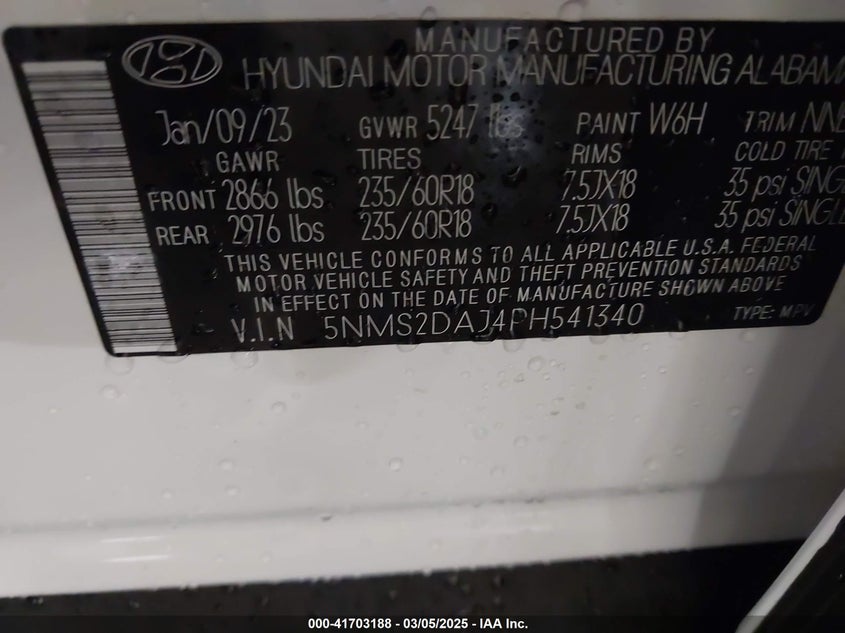 MANUFACTURED BY
HYUNDAI MOTOR MANUFACTURING ALABAMA
Jan/09/23 GVWR 5247 lbs PAINT W6H TRIM NNB
GAWR TIRES RIMS COLD TIRE
FRONT 2866 lbs 235/60R18 7.5JX18 35 psi SINGLE
REAR 2976 lbs 235/60R18 7.5JX18 35 psi SINGLE
THIS VEHICLE CONFORMS TO ALL APPLICABLE U.S.A. FEDERAL
MOTOR VEHICLE SAFETY AND THEFT PREVENTION STANDARDS
IN EFFECT ON THE DATE OF MANUFACTURE SHOWN ABOVE
V.I.N 5NMS2DAJ4PH541340 TYPE: MPV
000-41703188 - 03/05/2025 - IAA Inc.